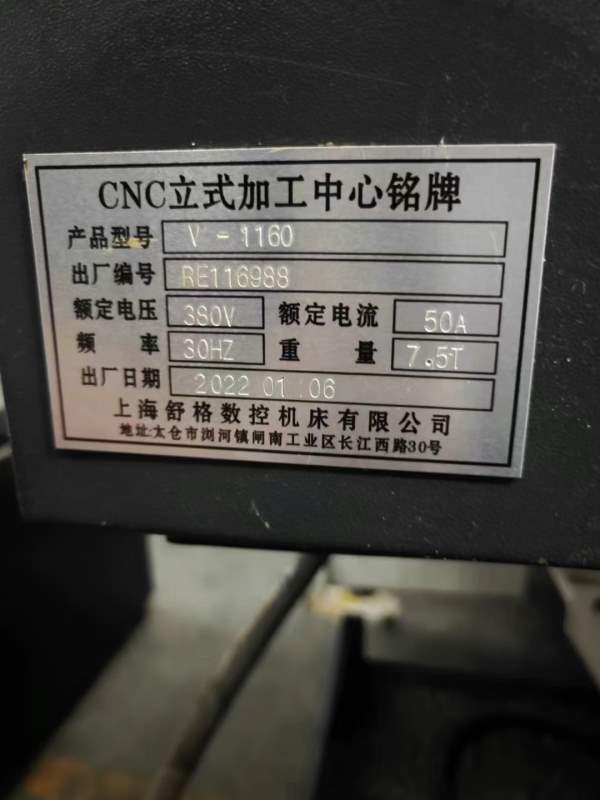 CNC立式加工中心铭牌
产品型号 V-1160
出厂编号 RE116988
额定电压 380V 额定电流 50A
频率 30HZ 重量 7.5T
出厂日期 2022 01 06
上海舒格数控机床有限公司
地址太仓市浏河镇闸南工业区长江西路30号